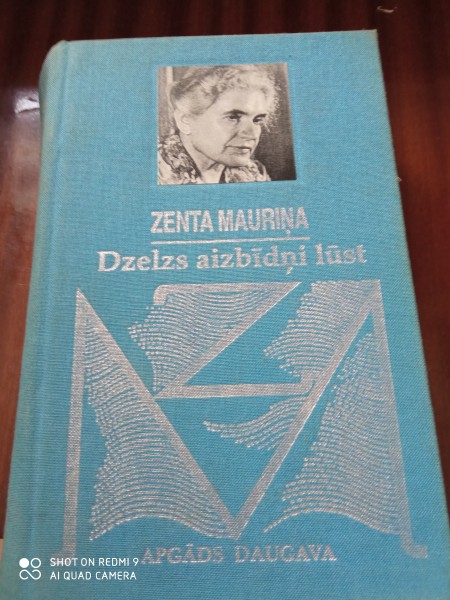 ZENTA MAURIŅA
Dzelzs aizbīdņi lūst
APGĀDS DAUGAVA
SHOT ON REDMI 9
AI QUAD CAMERA